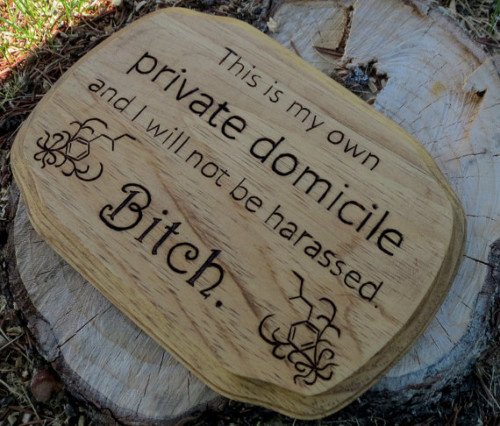 This is my own
private domicile
and I will not be harassed.
Bitch.